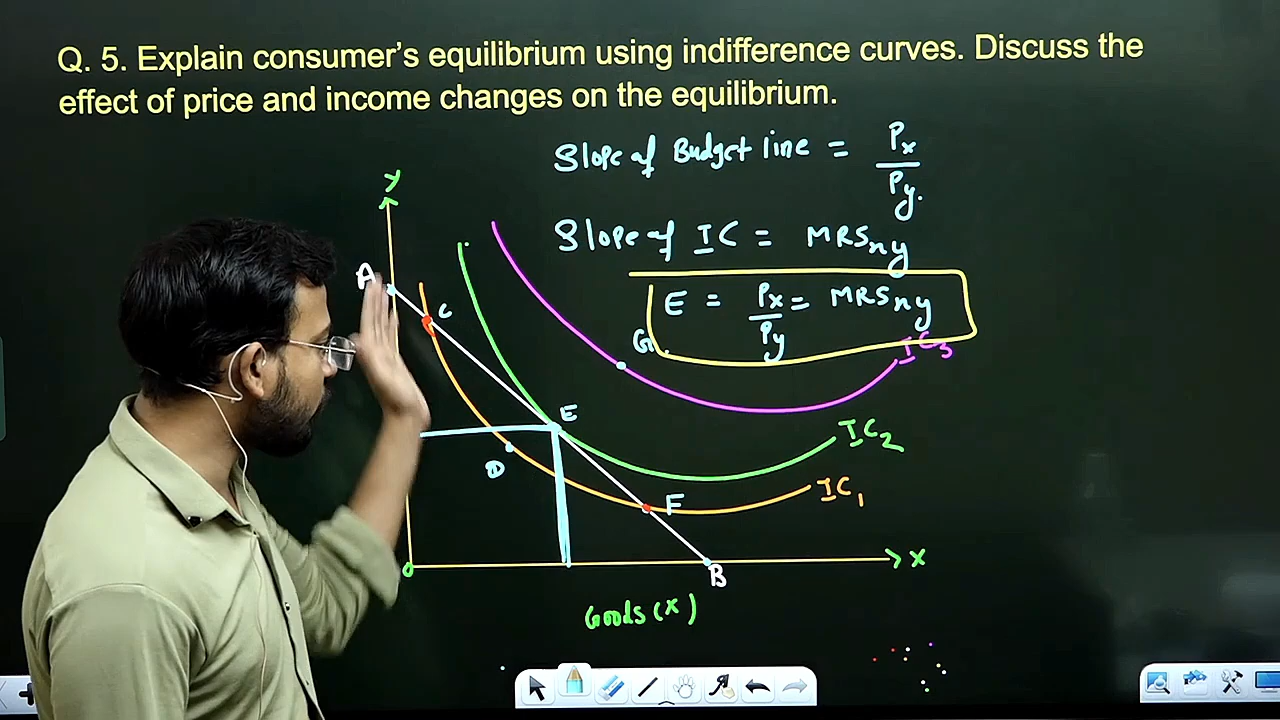 Q. 5. Explain consumer’s equilibrium using indifference curves. Discuss the
effect of price and income changes on the equilibrium.
Slope of Budget line = Px/Py.
Slope of IC = MRSxy
E = Px/Py = MRSxy
y
A
C
G
IC3
E
IC2
D
IC1
F
O
B
x
Goods (x)